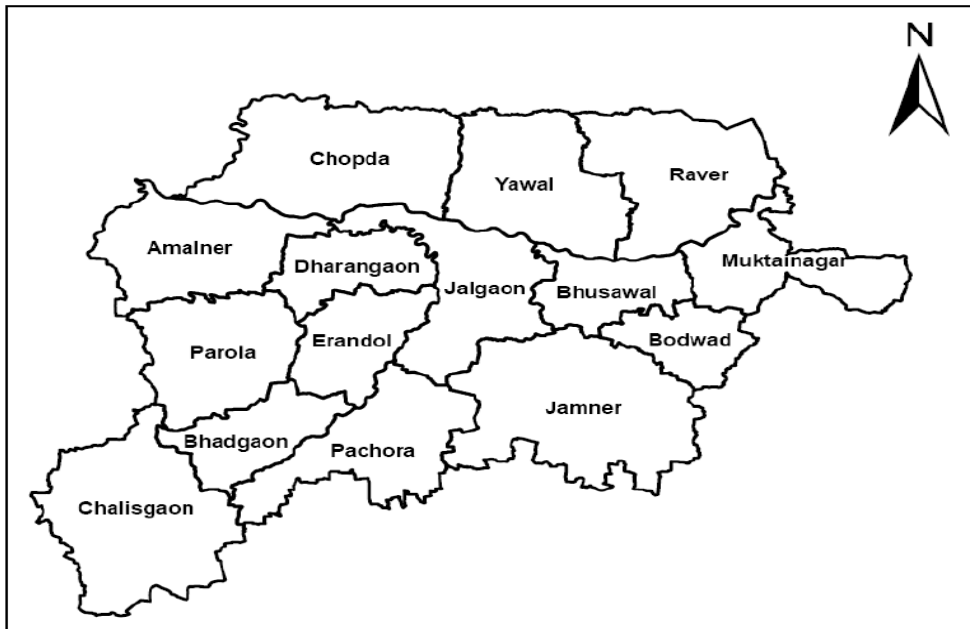 N
Chopda
Yawal
Raver
Amalner
Dharangaon
Jalgaon
Bhusawal
Muktainagar
Parola
Erandol
Bodwad
Jamner
Bhadgaon
Pachora
Chalisgaon